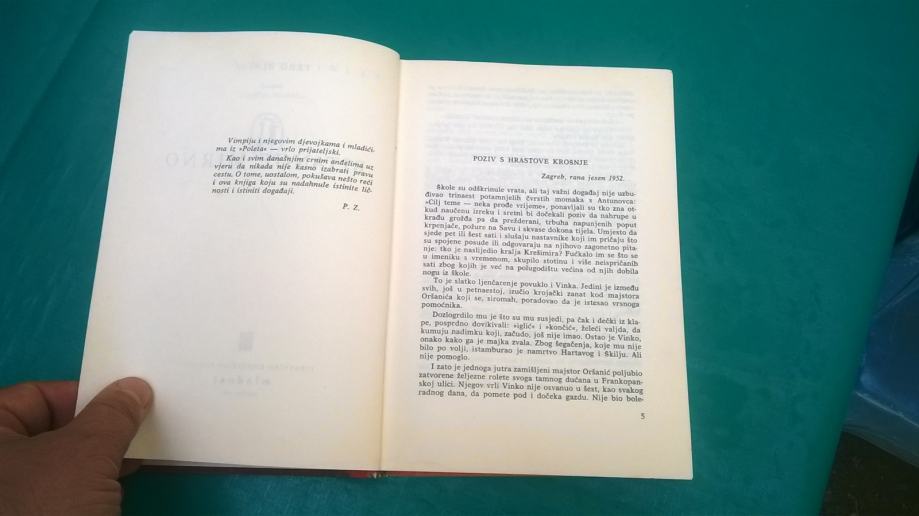 Vimpiju i njegovim djevojkama i mladići-
ma iz »Poleta« — vrlo prijateljski.
Kao i svim današnjim crnim anđelima uz
vjeru da nikada nije kasno izabrati pravu
cestu. O tome, uostalom, pokušava nešto reći
i ova knjiga koju su nadahnule istinite lič-
nosti i istiniti događaji.
P. Z.
POZIV S HRASTOVE KROŠNJE
Zagreb, rana jesen 1952.
Škole su odškrinule vrata, ali taj važni događaj nije uzbu-
đivao trinaest potamnjelih čvrstih momaka s Antunovca:
»Cilj teme — neka prođe vrijeme«, ponavljali su tko zna ot-
kud naučenu izreku i sretni bi dočekali poziv da nahrupe u
krađu grožđa pa da prežderani, trbuha napunjenih poput
krpenjače, požure na Savu i skvase dokona tijela. Umjesto da
sjede pet ili šest sati i slušaju nastavnike koji im pričaju što
su spojene posude ili odgovaraju na njihovo zagonetno pita-
nje: tko je naslijedio kralja Krešimira? Fućkalo im se što se
u imeniku s vremenom, skupilo stotinu i više neispričanih
sati zbog kojih je već na polugodištu većina od njih dobila
nogu iz škole.
To je slatko ljenčarenje povuklo i Vinka. Jedini je između
svih, još u petnaestoj, izučio krojački zanat kod majstora
Oršanića koji se, siromah, poradovao da je istesao vrsnoga
pomoćnika.
Dozlogrdilo mu je što su mu susjedi, pa čak i dečki iz kla-
pe, posprdno dovikivali: »iglić« i »končić«, želeći valjda, da
kumuju nadimku koji, začudo, još nije imao. Ostao je Vinko,
onako kako ga je majka zvala. Zbog šegačenja, koje mu nije
bilo po volji, istamburao je namrtvo Hartavog i Škilju. Ali
nije pomoglo.
I zato je jednoga jutra zamišljeni majstor Oršanić poljubio
zatvorene željezne rolete svoga tamnog dućana u Frankopan-
skoj ulici. Njegov vrli Vinko nije osvanuo u šest, kao svakog
radnog dana, da pomete pod i dočeka gazdu. Nije bio bole-
5